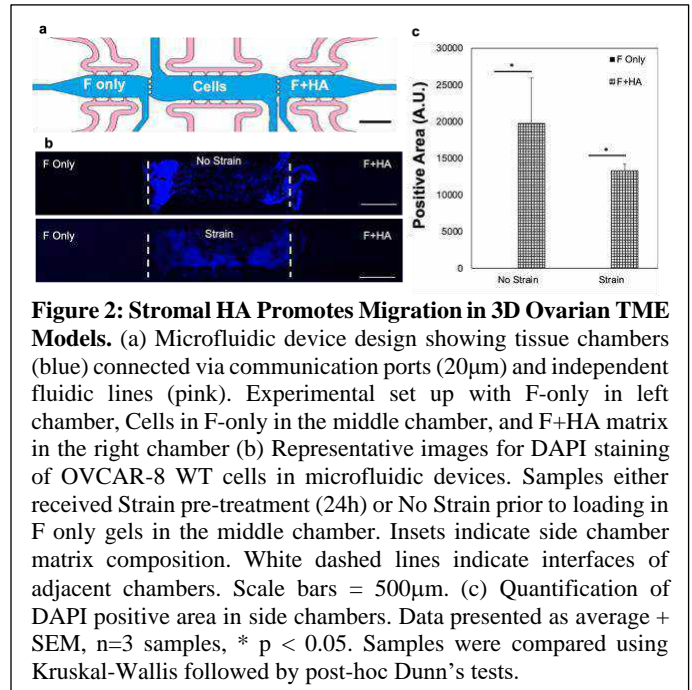 a
F only
Cells
F+HA
b
F Only
No Strain
F+HA
F Only
Strain
F+HA
c
Positive Area (A.U.)
30000
25000
20000
15000
10000
5000
0
*
*
F Only
F+HA
No Strain
Strain
Figure 2: Stromal HA Promotes Migration in 3D Ovarian TME
Models. (a) Microfluidic device design showing tissue chambers
(blue) connected via communication ports (20μm) and independent
fluidic lines (pink). Experimental set up with F-only in left
chamber, Cells in F-only in the middle chamber, and F+HA matrix
in the right chamber (b) Representative images for DAPI staining
of OVCAR-8 WT cells in microfluidic devices. Samples either
received Strain pre-treatment (24h) or No Strain prior to loading in
F only gels in the middle chamber. Insets indicate side chamber
matrix composition. White dashed lines indicate interfaces of
adjacent chambers. Scale bars = 500μm. (c) Quantification of
DAPI positive area in side chambers. Data presented as average +
SEM, n=3 samples, * p < 0.05. Samples were compared using
Kruskal-Wallis followed by post-hoc Dunn’s tests.